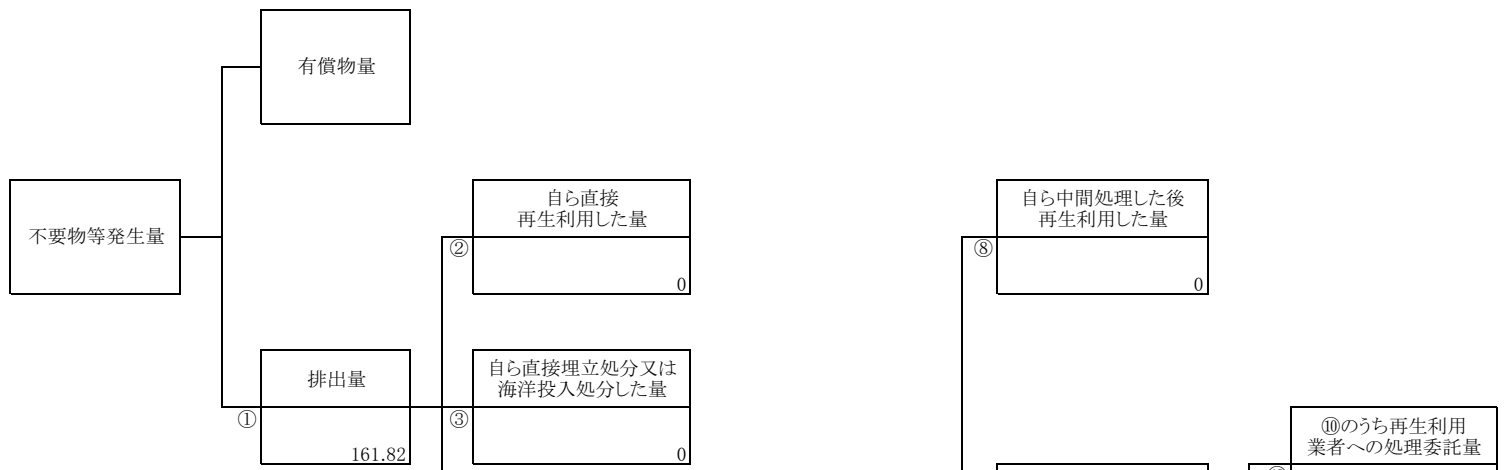 有償物量
不要物等発生量
自ら直接
再生利用した量
②
0
自ら中間処理した後
再生利用した量
⑧
0
排出量
①
161.82
自ら直接埋立処分又は
海洋投入処分した量
③
0
⑩のうち再生利用
業者への処理委託量